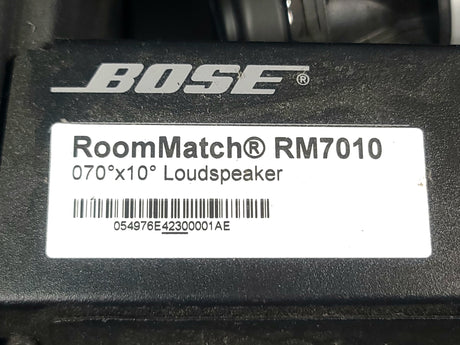 BOSE®
RoomMatch® RM7010
070°x10° Loudspeaker
054976E42300001AE